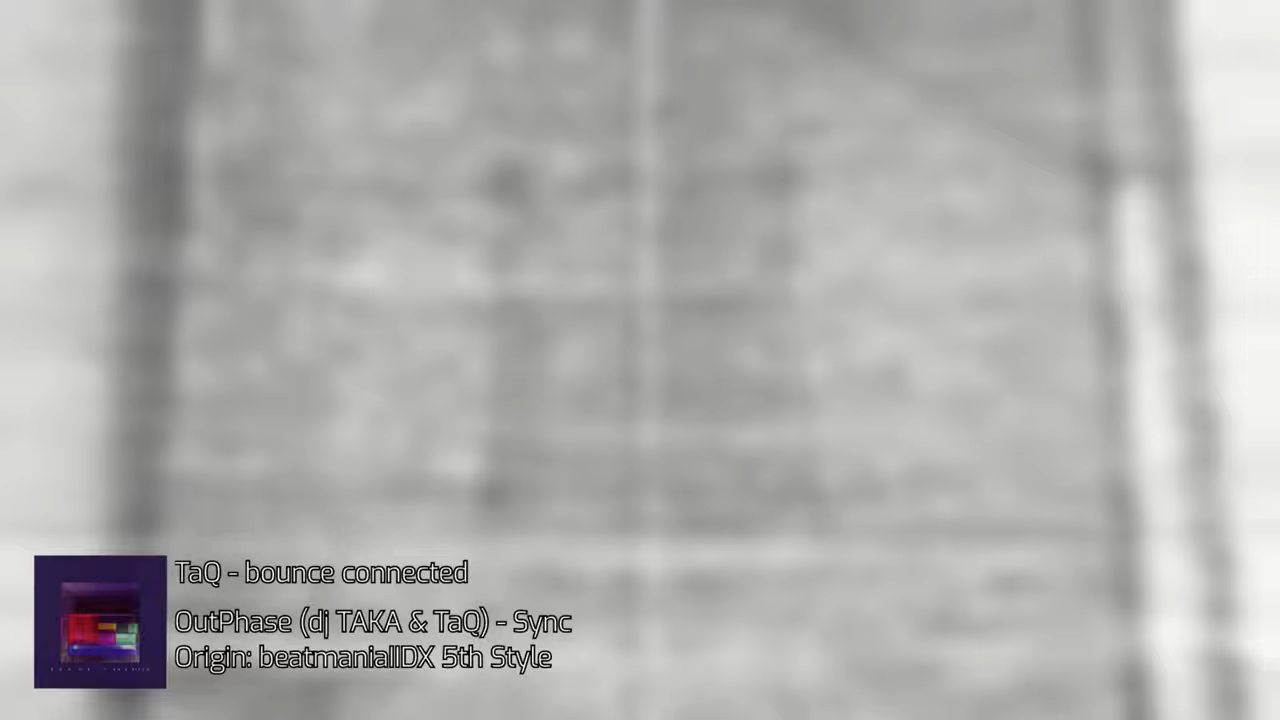 TaQ - bounce connected
OutPhase (dj TAKA & TaQ) - Sync
Origin: beatmaniaIIDX 5th Style